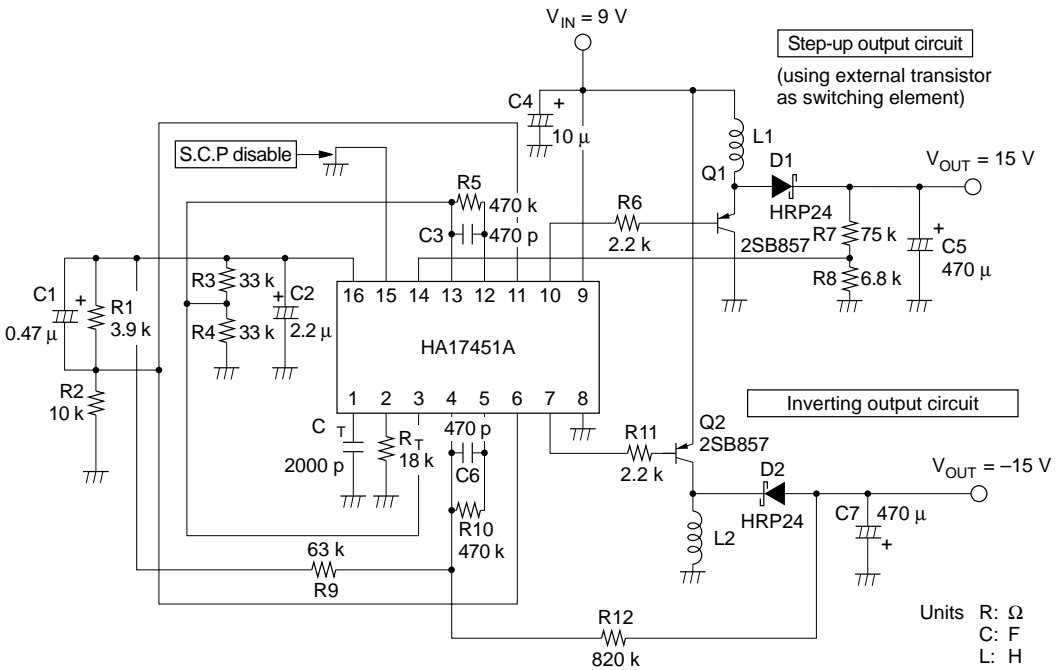 V_IN = 9 V
Step-up output circuit
(using external transistor
as switching element)
C4
+
10 μ
L1
S.C.P disable
Q1
D1
V_OUT = 15 V
R5
470 k
R6
HRP24
C3
470 p
2.2 k
2SB857
R7
75 k
+
C5
470 μ
R8
6.8 k
C1
+
R1
0.47 μ
3.9 k
R3
33 k
+
C2
R4
33 k
2.2 μ
16 15 14 13 12 11 10 9
HA17451A
1 2 3 4 5 6 7 8
R2
10 k
C_T
2000 p
R_T
18 k
470 p
C6
R10
470 k
R11
2.2 k
Q2
2SB857
Inverting output circuit
D2
HRP24
V_OUT = –15 V
C7
470 μ
+
L2
63 k
R9
R12
820 k
Units R: Ω
C: F
L: H